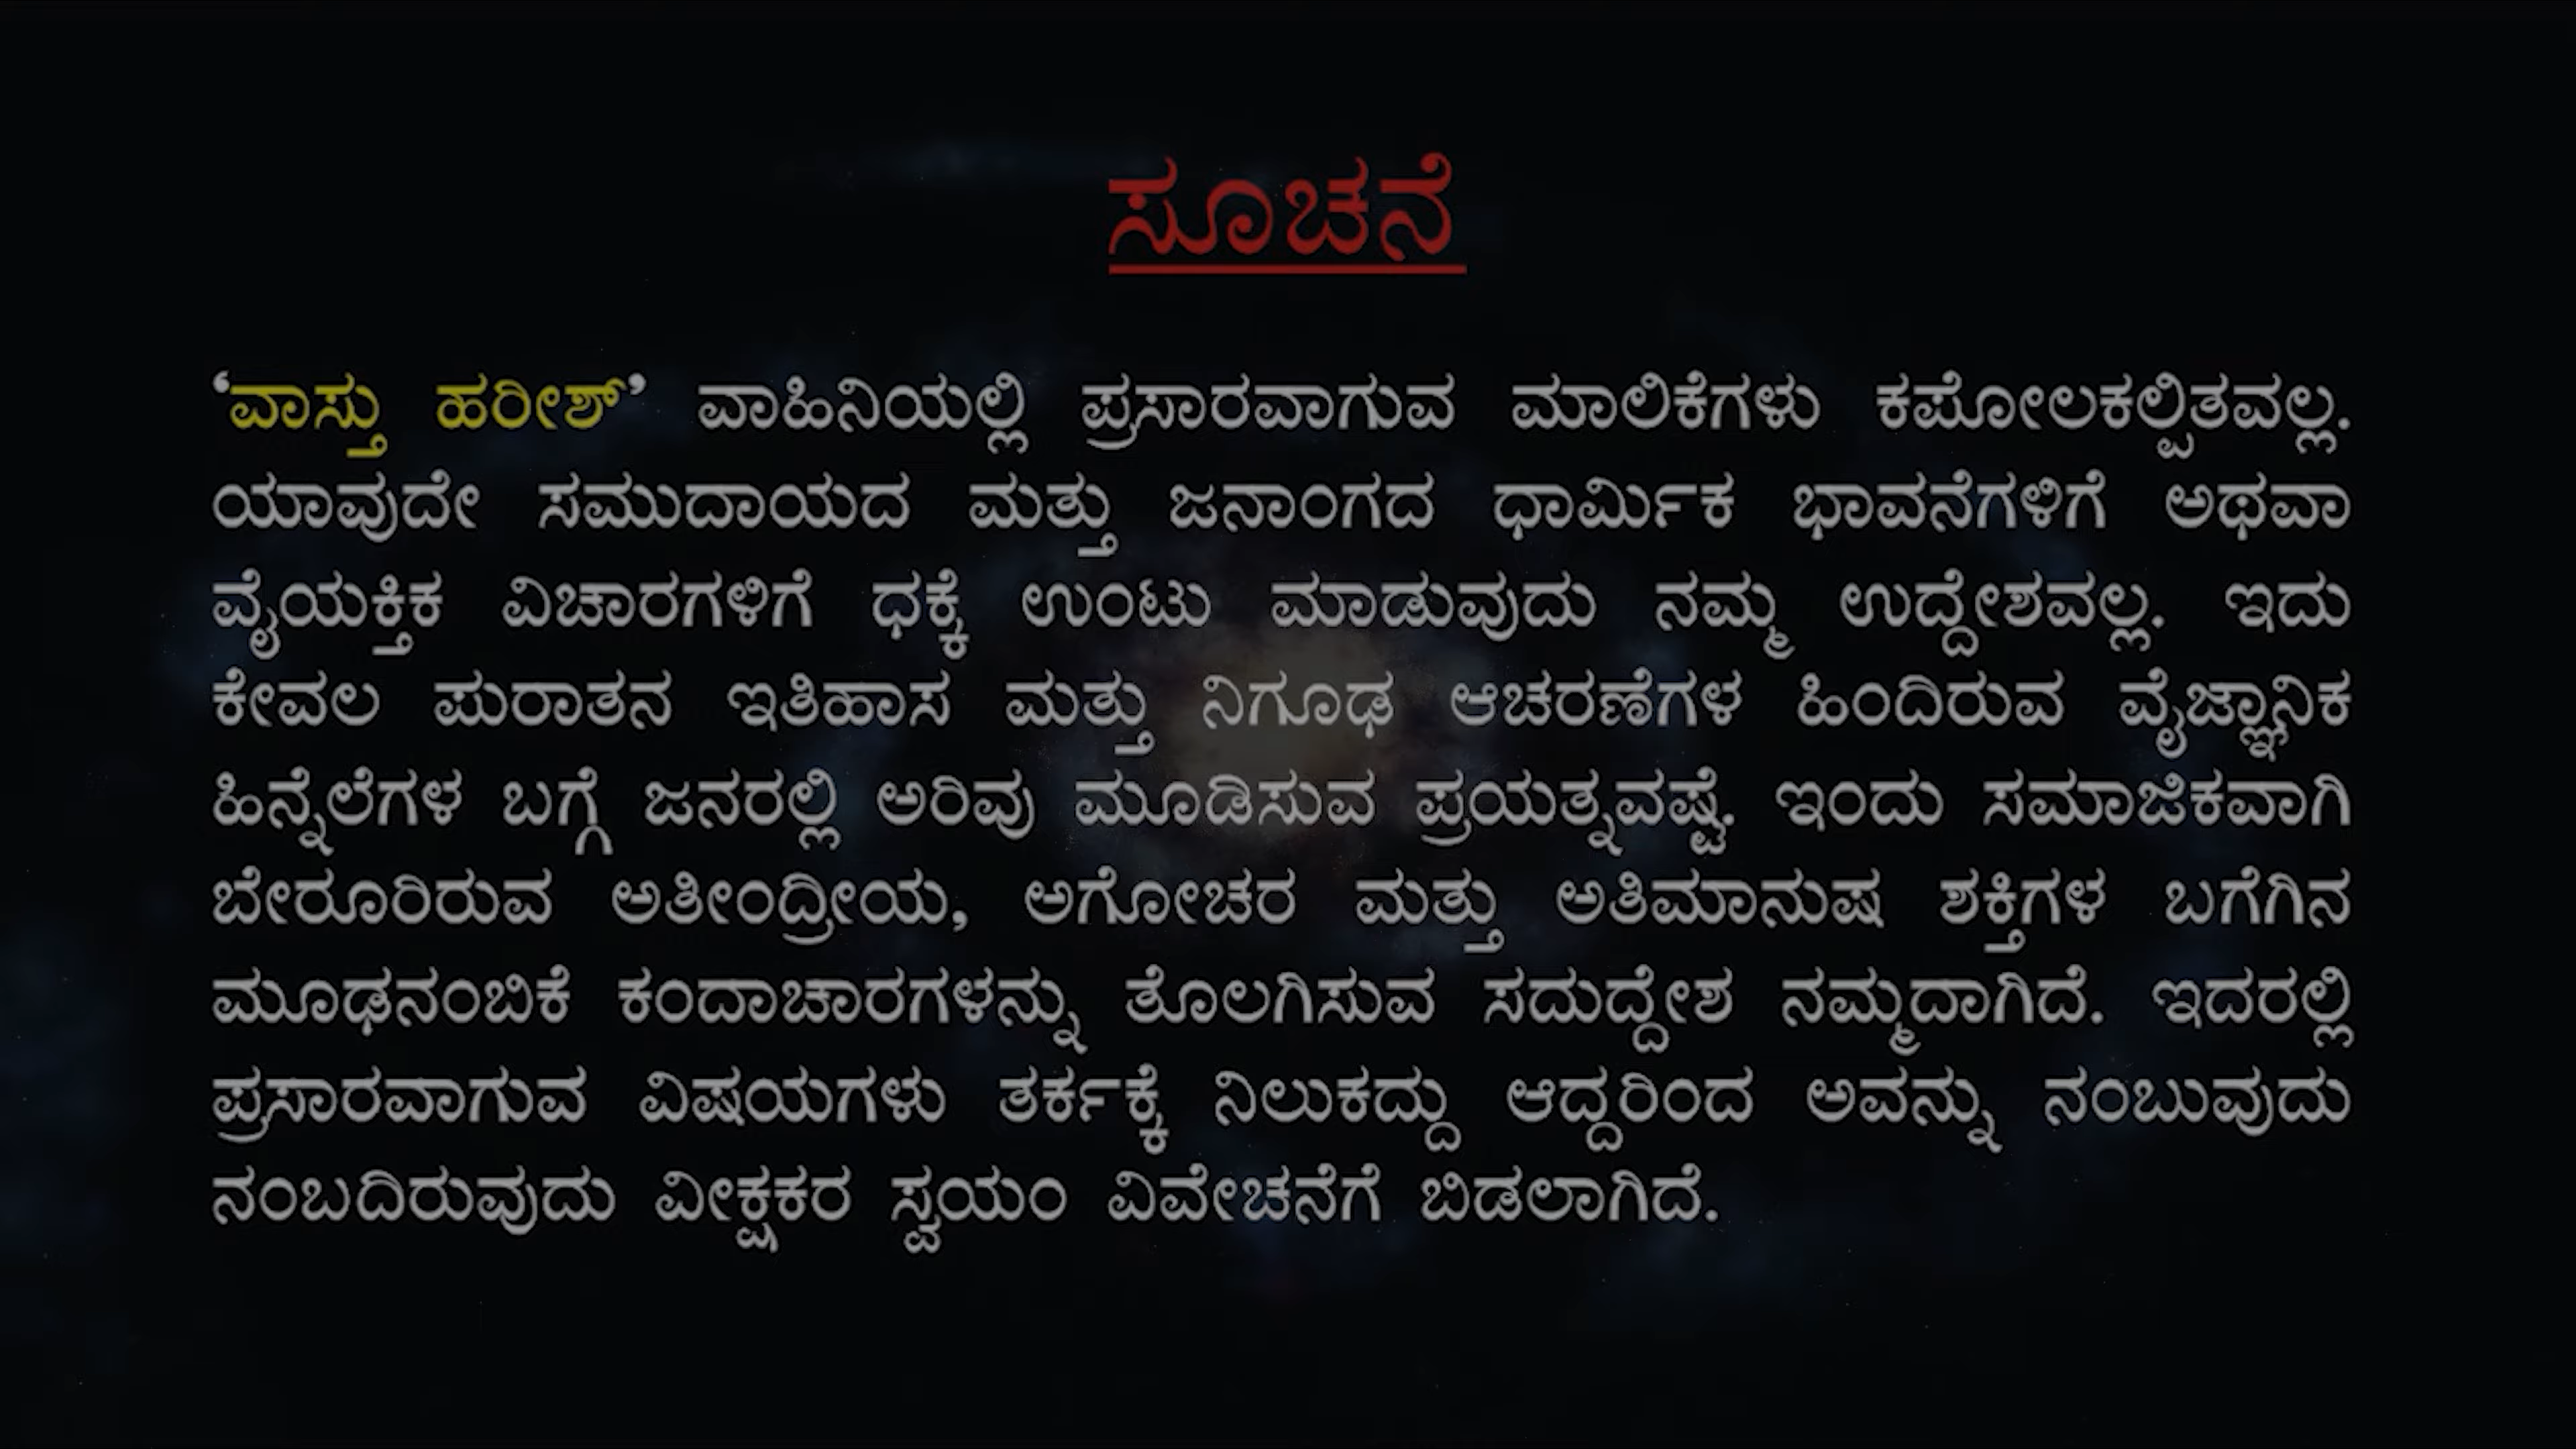 ಸೂಚನೆ
‘ವಾಸ್ತು ಹರೀಶ್’ ವಾಹಿನಿಯಲ್ಲಿ ಪ್ರಸಾರವಾಗುವ ಮಾಲಿಕೆಗಳು ಕಪೋಲಕಲ್ಪಿತವಲ್ಲ.
ಯಾವುದೇ ಸಮುದಾಯದ ಮತ್ತು ಜನಾಂಗದ ಧಾರ್ಮಿಕ ಭಾವನೆಗಳಿಗೆ ಅಥವಾ
ವೈಯಕ್ತಿಕ ವಿಚಾರಗಳಿಗೆ ಧಕ್ಕೆ ಉಂಟು ಮಾಡುವುದು ನಮ್ಮ ಉದ್ದೇಶವಲ್ಲ. ಇದು
ಕೇವಲ ಪುರಾತನ ಇತಿಹಾಸ ಮತ್ತು ನಿಗೂಢ ಆಚರಣೆಗಳ ಹಿಂದಿರುವ ವೈಜ್ಞಾನಿಕ
ಹಿನ್ನೆಲೆಗಳ ಬಗ್ಗೆ ಜನರಲ್ಲಿ ಅರಿವು ಮೂಡಿಸುವ ಪ್ರಯತ್ನವಷ್ಟೆ. ಇಂದು ಸಮಾಜಿಕವಾಗಿ
ಬೇರೂರಿರುವ ಅತೀಂದ್ರೀಯ, ಅಗೋಚರ ಮತ್ತು ಅತಿಮಾನುಷ ಶಕ್ತಿಗಳ ಬಗೆಗಿನ
ಮೂಢನಂಬಿಕೆ ಕಂದಾಚಾರಗಳನ್ನು ತೊಲಗಿಸುವ ಸದುದ್ದೇಶ ನಮ್ಮದಾಗಿದೆ. ಇದರಲ್ಲಿ
ಪ್ರಸಾರವಾಗುವ ವಿಷಯಗಳು ತರ್ಕಕ್ಕೆ ನಿಲುಕದ್ದು ಆದ್ದರಿಂದ ಅವನ್ನು ನಂಬುವುದು
ನಂಬದಿರುವುದು ವೀಕ್ಷಕರ ಸ್ವಯಂ ವಿವೇಚನೆಗೆ ಬಿಡಲಾಗಿದೆ.